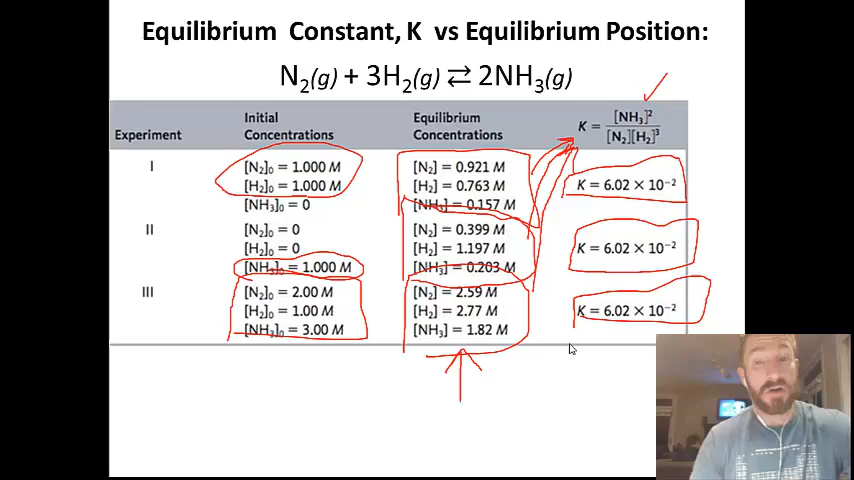 Equilibrium Constant, K vs Equilibrium Position:
N₂(g) + 3H₂(g) ⇄ 2NH₃(g)
Experiment Initial Concentrations Equilibrium Concentrations K = [NH₃]² / [N₂][H₂]³
I [N₂]₀ = 1.000 M [N₂] = 0.921 M
[H₂]₀ = 1.000 M [H₂] = 0.763 M K = 6.02 × 10⁻²
[NH₃]₀ = 0 [NH₃] = 0.157 M
II [N₂]₀ = 0 [N₂] = 0.399 M
[H₂]₀ = 0 [H₂] = 1.197 M K = 6.02 × 10⁻²
[NH₃]₀ = 1.000 M [NH₃] = 0.203 M
III [N₂]₀ = 2.00 M [N₂] = 2.59 M
[H₂]₀ = 1.00 M [H₂] = 2.77 M K = 6.02 × 10⁻²
[NH₃]₀ = 3.00 M [NH₃] = 1.82 M